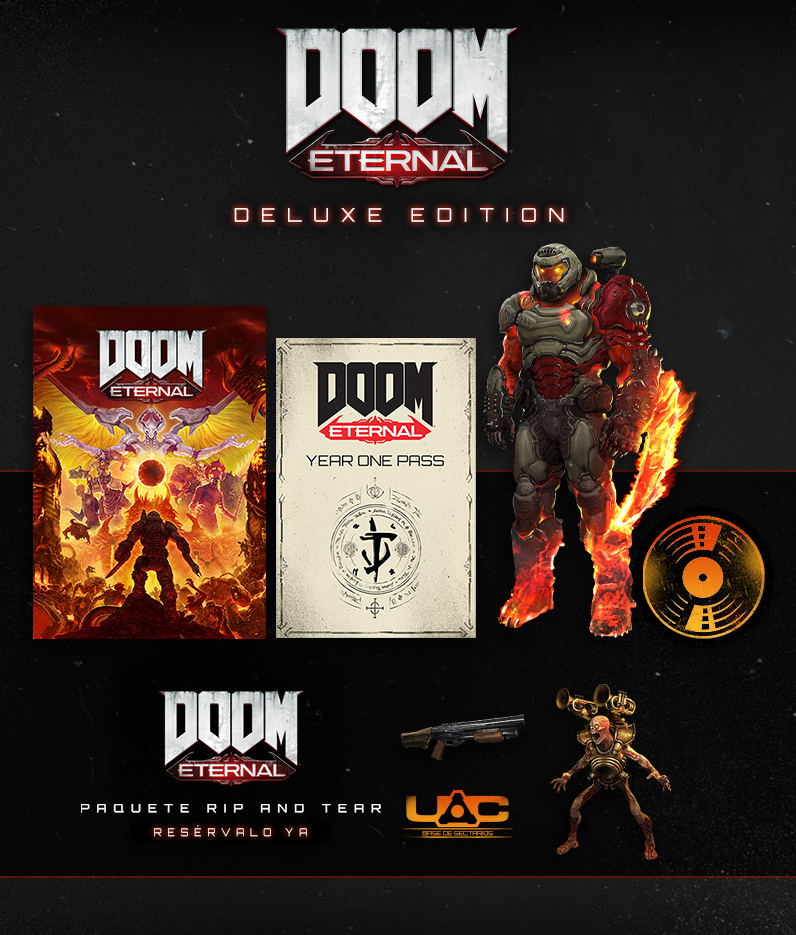 DOOM
ETERNAL
DELUXE EDITION
DOOM
ETERNAL
DOOM
ETERNAL
YEAR ONE PASS
DOOM
ETERNAL
PAQUETE RIP AND TEAR
RESÉRVALO YA
UAC
BASE DE SECTARIOS